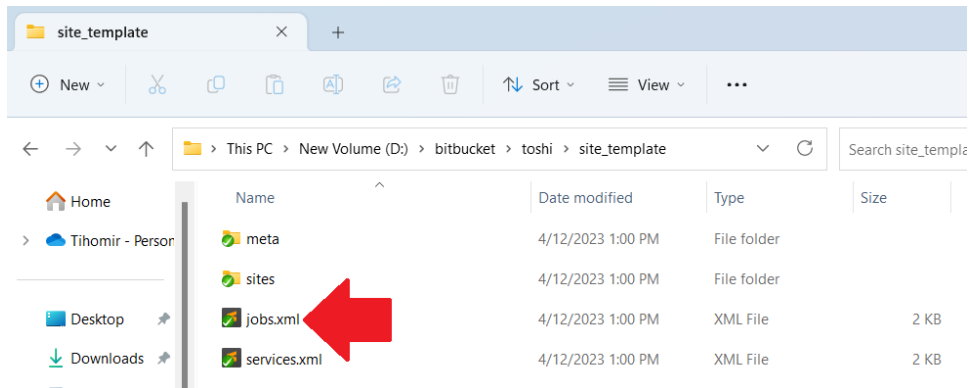 site_template
New Sort View
This PC > New Volume (D:) > bitbucket > toshi > site_template Search site_templa
Home Name Date modified Type Size
Tihomir - Person meta 4/12/2023 1:00 PM File folder
sites 4/12/2023 1:00 PM File folder
Desktop jobs.xml 4/12/2023 1:00 PM XML File 2 KB
Downloads services.xml 4/12/2023 1:00 PM XML File 2 KB